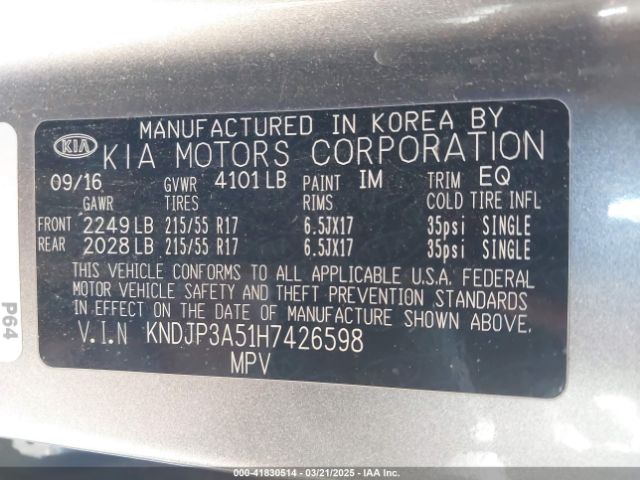 MANUFACTURED IN KOREA BY
KIA KIA MOTORS CORPORATION
09/16 GVWR 4101 LB PAINT IM TRIM EQ
GAWR TIRES RIMS COLD TIRE INFL
FRONT 2249 LB 215/55 R17 6.5JX17 35psi SINGLE
REAR 2028 LB 215/55 R17 6.5JX17 35psi SINGLE
THIS VEHICLE CONFORMS TO ALL APPLICABLE U.S.A. FEDERAL
MOTOR VEHICLE SAFETY AND THEFT PREVENTION STANDARDS
IN EFFECT ON THE DATE OF MANUFACTURE SHOWN ABOVE.
V.I.N KNDJP3A51H7426598
MPV
P64
000-41830514 - 03/21/2025 - IAA Inc.